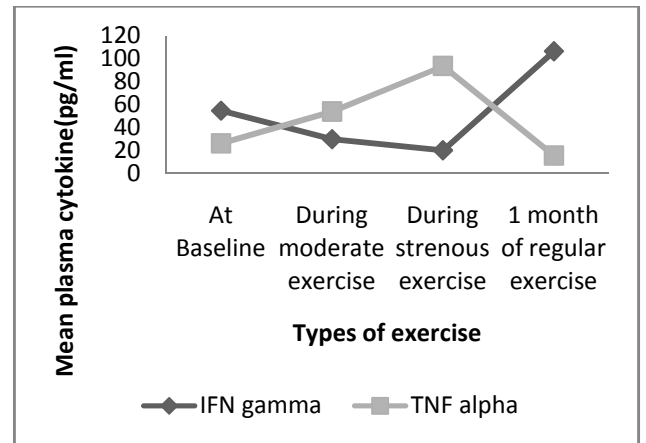 Mean plasma cytokine(pg/ml)
120
100
80
60
40
20
0
At Baseline
During moderate exercise
During strenous exercise
1 month of regular exercise
Types of exercise
IFN gamma
TNF alpha